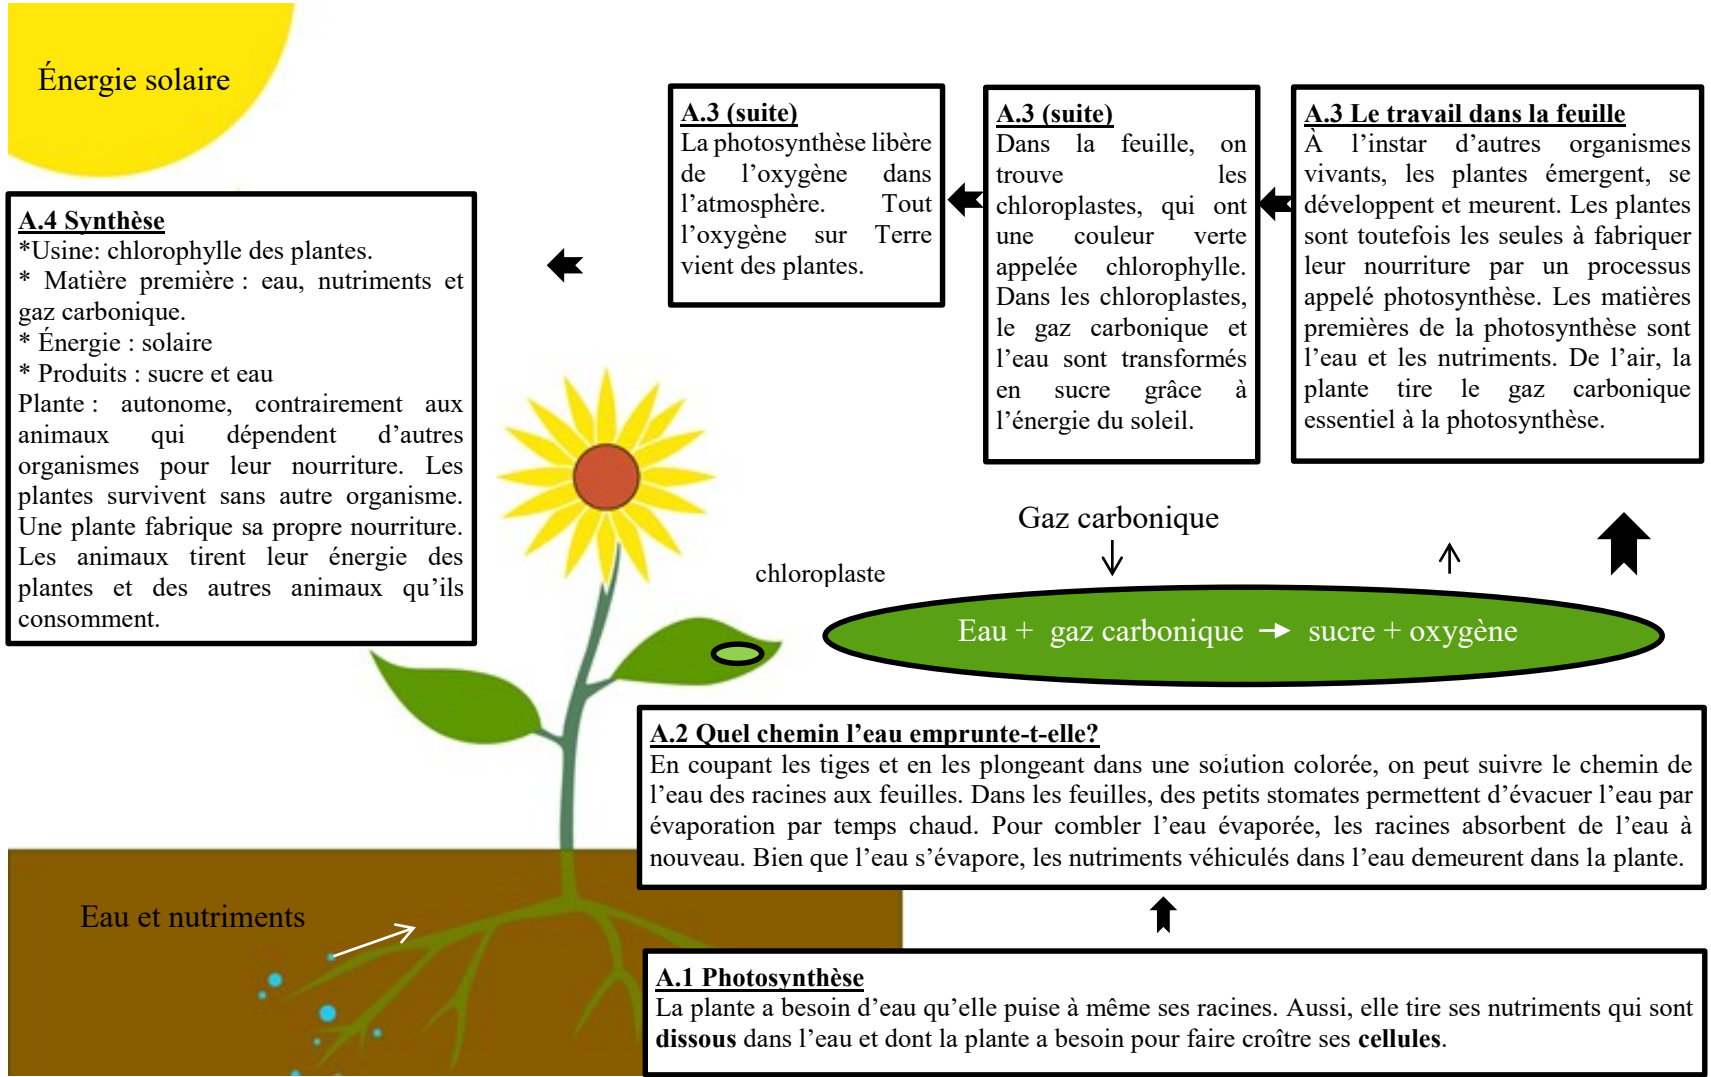 Énergie solaire
A.4 Synthèse
*Usine: chlorophylle des plantes.
* Matière première : eau, nutriments et
gaz carbonique.
* Énergie : solaire
* Produits : sucre et eau
Plante : autonome, contrairement aux
animaux qui dépendent d’autres
organismes pour leur nourriture. Les
plantes survivent sans autre organisme.
Une plante fabrique sa propre nourriture.
Les animaux tirent leur énergie des
plantes et des autres animaux qu’ils
consomment.
A.3 (suite)
La photosynthèse libère
de l’oxygène dans
l’atmosphère. Tout
l’oxygène sur Terre
vient des plantes.
A.3 (suite)
Dans la feuille, on
trouve les
chloroplastes, qui ont
une couleur verte
appelée chlorophylle.
Dans les chloroplastes,
le gaz carbonique et
l’eau sont transformés
en sucre grâce à
l’énergie du soleil.
A.3 Le travail dans la feuille
À l’instar d’autres organismes
vivants, les plantes émergent, se
développent et meurent. Les plantes
sont toutefois les seules à fabriquer
leur nourriture par un processus
appelé photosynthèse. Les matières
premières de la photosynthèse sont
l’eau et les nutriments. De l’air, la
plante tire le gaz carbonique
essentiel à la photosynthèse.
Gaz carbonique
chloroplaste
Eau + gaz carbonique → sucre + oxygène
A.2 Quel chemin l’eau emprunte-t-elle?
En coupant les tiges et en les plongeant dans une solution colorée, on peut suivre le chemin de
l’eau des racines aux feuilles. Dans les feuilles, des petits stomates permettent d’évacuer l’eau par
évaporation par temps chaud. Pour combler l’eau évaporée, les racines absorbent de l’eau à
nouveau. Bien que l’eau s’évapore, les nutriments véhiculés dans l’eau demeurent dans la plante.
Eau et nutriments
A.1 Photosynthèse
La plante a besoin d’eau qu’elle puise à même ses racines. Aussi, elle tire ses nutriments qui sont
dissous dans l’eau et dont la plante a besoin pour faire croître ses cellules.